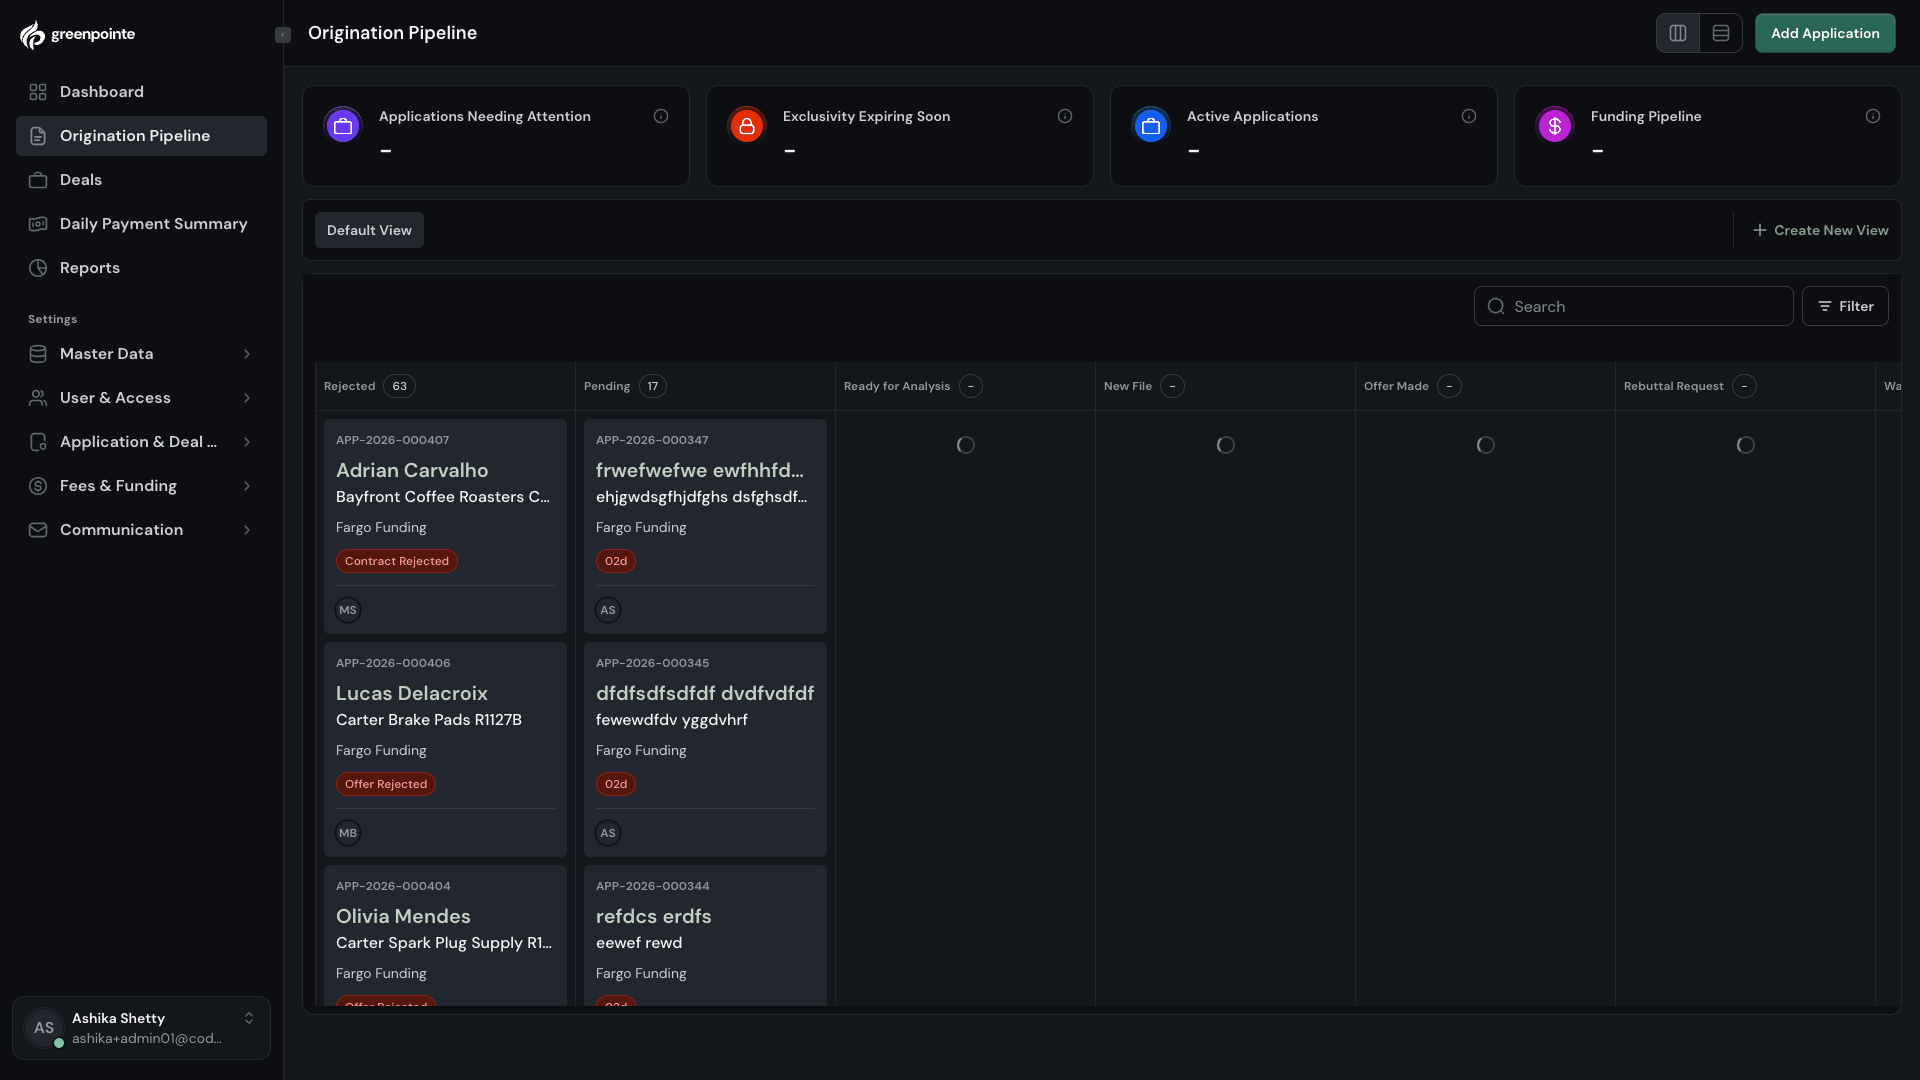 greenpointe
Dashboard
Origination Pipeline
Deals
Daily Payment Summary
Reports
Settings
Master Data
User & Access
Application & Deal ...
Fees & Funding
Communication
AS
Ashika Shetty
ashika+admin01@cod...
Origination Pipeline
Add Application
Applications Needing Attention
–
Exclusivity Expiring Soon
–
Active Applications
–
Funding Pipeline
–
Default View
Create New View
Search
Filter
Rejected 63
Pending 17
Ready for Analysis -
New File -
Offer Made -
Rebuttal Request -
Wa
APP-2026-000407
Adrian Carvalho
Bayfront Coffee Roasters C...
Fargo Funding
Contract Rejected
MS
APP-2026-000406
Lucas Delacroix
Carter Brake Pads R1127B
Fargo Funding
Offer Rejected
MB
APP-2026-000404
Olivia Mendes
Carter Spark Plug Supply R1...
Fargo Funding
Offer Rejected
APP-2026-000347
frwefwefwe ewfhhfd...
ehjgwdsgfhjdfghs dsfghsdf...
Fargo Funding
02d
AS
APP-2026-000345
dfdfsdfsdfdf dvdfvdfdf
fewewdfdv yggdvhrf
Fargo Funding
02d
AS
APP-2026-000344
refdcs erdfs
eewef rewd
Fargo Funding
02d